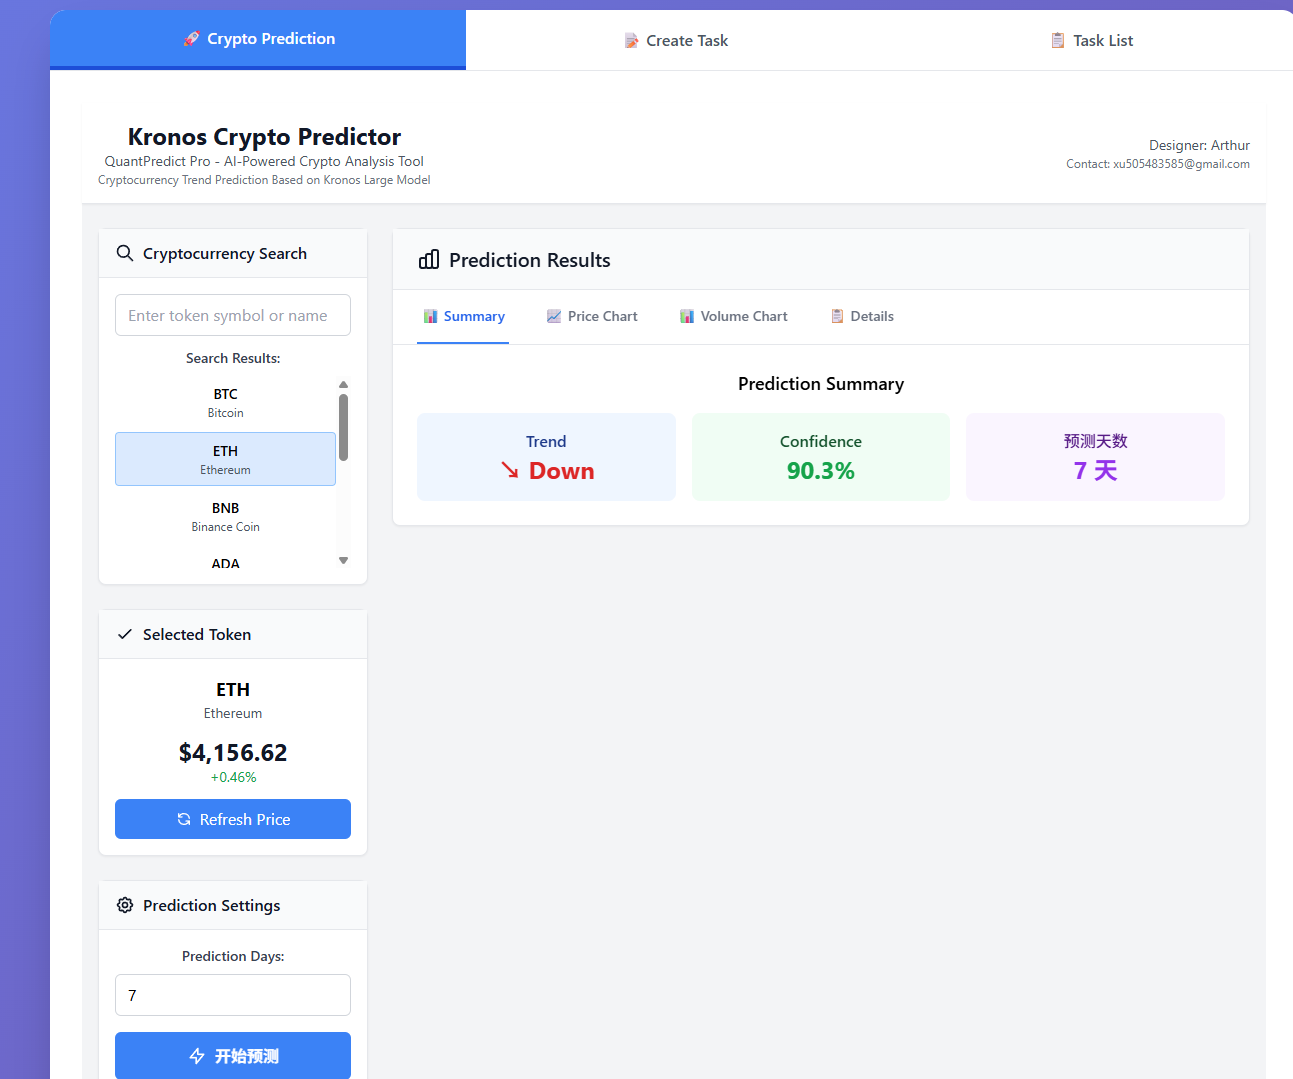 Crypto Prediction
Create Task
Task List
Kronos Crypto Predictor
QuantPredict Pro - AI-Powered Crypto Analysis Tool
Cryptocurrency Trend Prediction Based on Kronos Large Model
Designer: Arthur
Contact: xu505483585@gmail.com
Cryptocurrency Search
Enter token symbol or name
Search Results:
BTC
Bitcoin
ETH
Ethereum
BNB
Binance Coin
ADA
Selected Token
ETH
Ethereum
$4,156.62
+0.46%
Refresh Price
Prediction Settings
Prediction Days:
7
开始预测
Prediction Results
Summary
Price Chart
Volume Chart
Details
Prediction Summary
Trend
↘ Down
Confidence
90.3%
预测天数
7 天